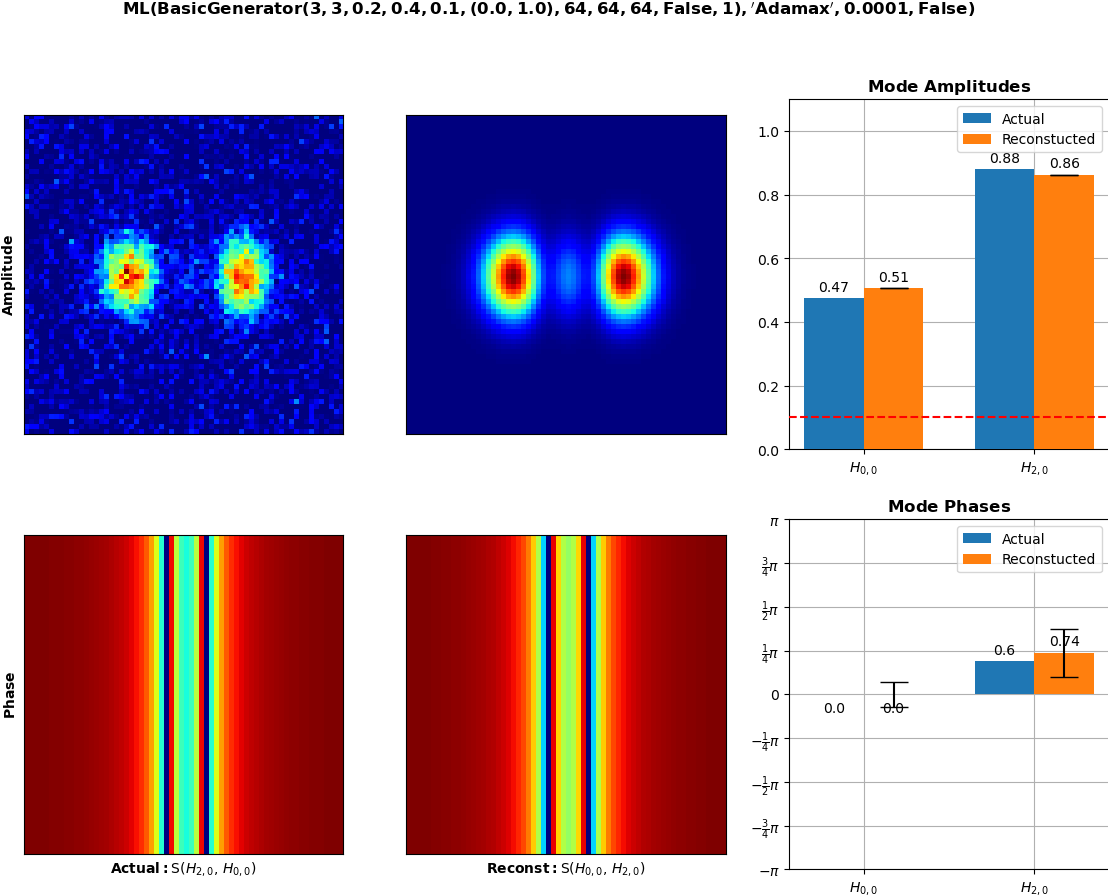 ML(BasicGenerator(3, 3, 0.2, 0.4, 0.1, (0.0, 1.0), 64, 64, 64, False, 1), 'Adamax', 0.0001, False)
Amplitude
Mode Amplitudes
Actual
Reconstucted
1.0
0.8
0.6
0.4
0.2
0.0
0.47
0.51
0.88
0.86
H0, 0
H2, 0
Phase
Actual: S(H2, 0, H0, 0)
Reconst: S(H0, 0, H2, 0)
Mode Phases
Actual
Reconstucted
π
3/4π
1/2π
1/4π
0
−1/4π
−1/2π
−3/4π
−π
0.0
0.0
0.6
0.74
H0, 0
H2, 0